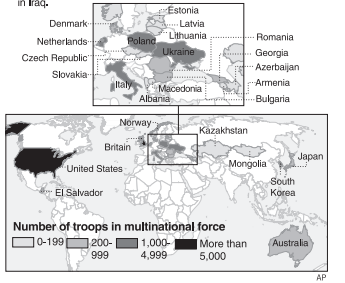 in Iraq.
Estonia
Denmark
Latvia
Lithuania
Netherlands
Poland
Romania
Czech Republic
Ukraine
Georgia
Slovakia
Azerbaijan
Italy
Macedonia
Armenia
Albania
Bulgaria
Norway
Britain
Kazakhstan
Japan
Mongolia
United States
South
Korea
El Salvador
Number of troops in multinational force
0-199
200-
999
1,000-
4,999
More than
5,000
Australia
AP